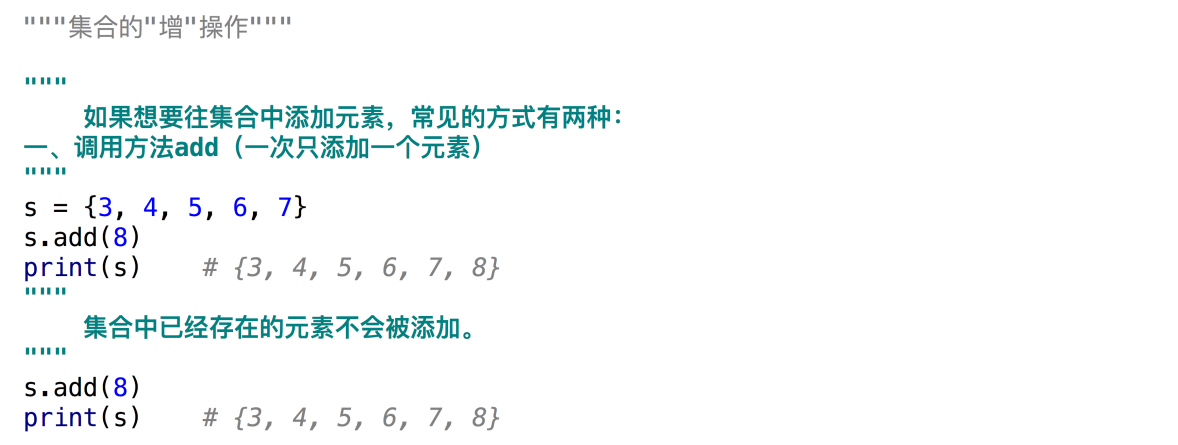 """集合的"增"操作"""
"""
    如果想要往集合中添加元素，常见的方式有两种：
一、调用方法add（一次只添加一个元素）
"""
s = {3, 4, 5, 6, 7}
s.add(8)
print(s)    # {3, 4, 5, 6, 7, 8}
"""
    集合中已经存在的元素不会被添加。
"""
s.add(8)
print(s)    # {3, 4, 5, 6, 7, 8}